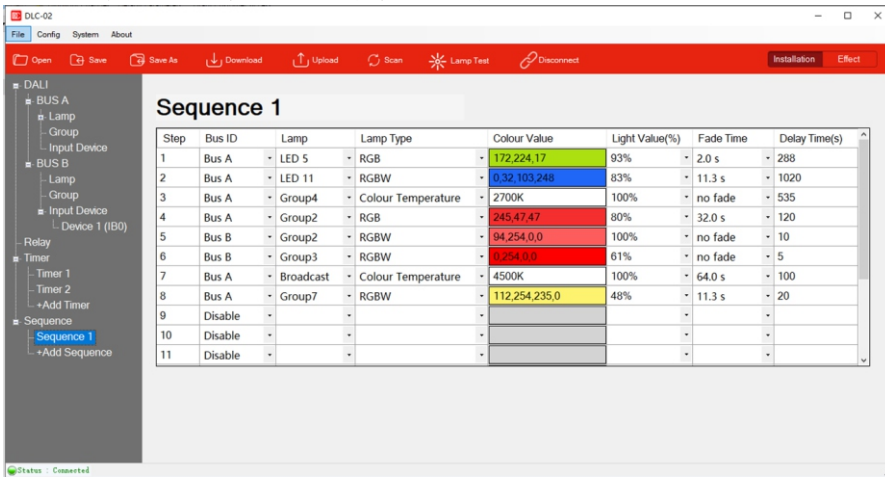 DLC-02
File Config System About
Open Save Save As Download Upload Scan Lamp Test Disconnect Installation Effect
DALI
BUS A
Lamp
Group
Input Device
BUS B
Lamp
Group
Input Device
Device 1 (IB0)
Relay
Timer
Timer 1
Timer 2
+Add Timer
Sequence
Sequence 1
+Add Sequence
Sequence 1
Step Bus ID Lamp Lamp Type Colour Value Light Value(%) Fade Time Delay Time(s)
1 Bus A LED 5 RGB 172,224,17 93% 2.0 s 288
2 Bus A LED 11 RGBW 0,32,103,248 83% 11.3 s 1020
3 Bus A Group4 Colour Temperature 2700K 100% no fade 535
4 Bus A Group2 RGB 245,47,47 80% 32.0 s 120
5 Bus B Group2 RGBW 94,254,0,0 100% no fade 10
6 Bus B Group3 RGBW 0,254,0,0 61% no fade 5
7 Bus A Broadcast Colour Temperature 4500K 100% 64.0 s 100
8 Bus A Group7 RGBW 112,254,235,0 48% 11.3 s 20
9 Disable
10 Disable
11 Disable
Status : Connected